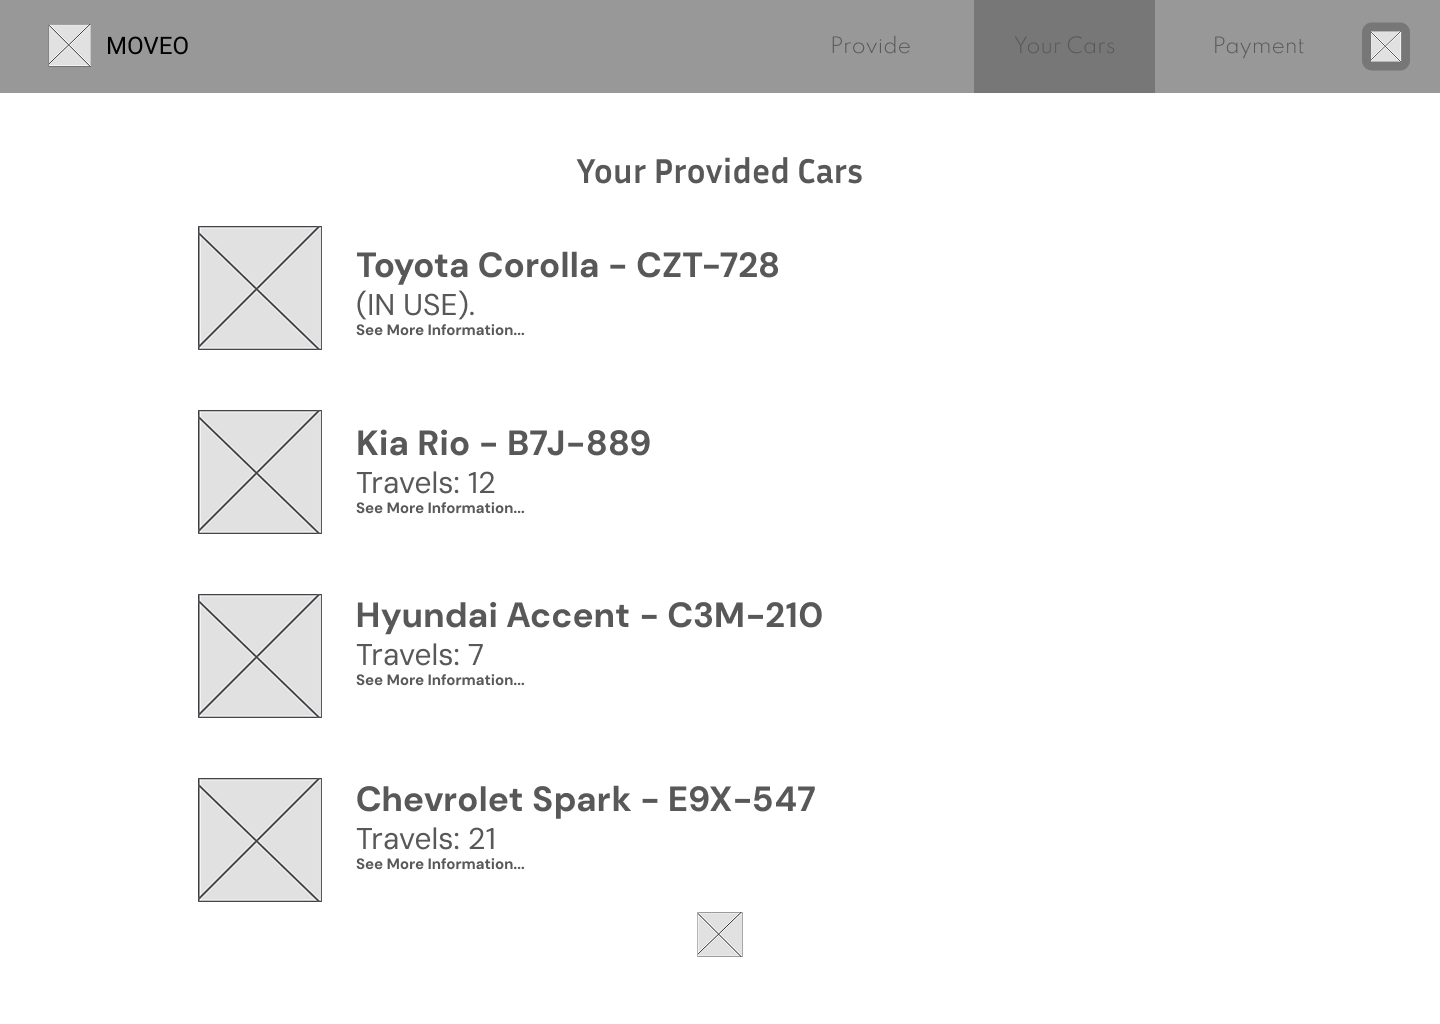 MOVEO
Provide
Your Cars
Payment
Your Provided Cars
Toyota Corolla - CZT-728
(IN USE).
See More Information...
Kia Rio - B7J-889
Travels: 12
See More Information...
Hyundai Accent - C3M-210
Travels: 7
See More Information...
Chevrolet Spark - E9X-547
Travels: 21
See More Information...